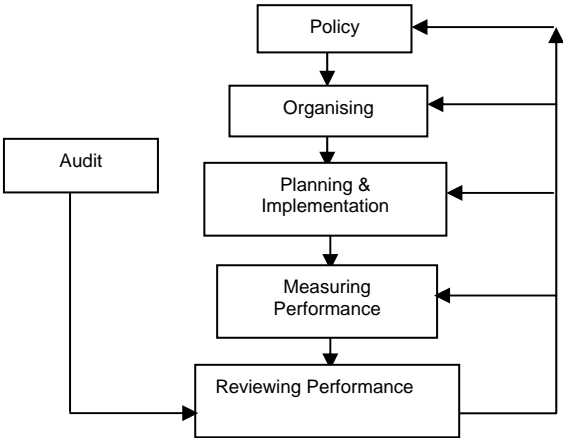 Policy
Organising
Audit
Planning &
Implementation
Measuring
Performance
Reviewing Performance